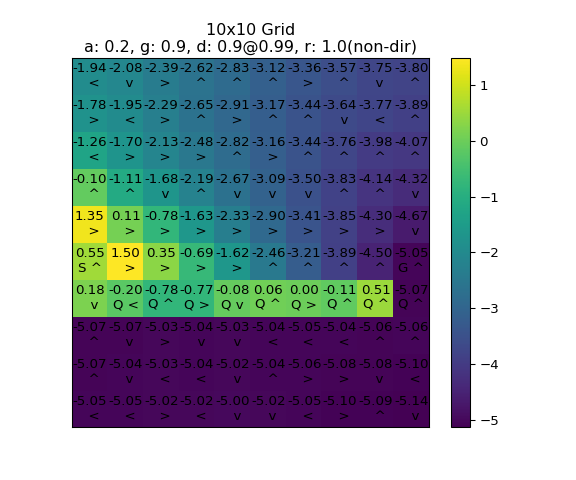 10x10 Grid
a: 0.2, g: 0.9, d: 0.9@0.99, r: 1.0(non-dir)
-1.94 -2.08 -2.39 -2.62 -2.83 -3.12 -3.36 -3.57 -3.75 -3.80
< v > ^ ^ ^ > ^ v ^
-1.78 -1.95 -2.29 -2.65 -2.91 -3.17 -3.44 -3.64 -3.77 -3.89
> < > ^ > ^ ^ v < ^
-1.26 -1.70 -2.13 -2.48 -2.82 -3.16 -3.44 -3.76 -3.98 -4.07
< > > > ^ > ^ ^ ^ ^
-0.10 -1.11 -1.68 -2.19 -2.67 -3.09 -3.50 -3.83 -4.14 -4.32
^ ^ v ^ v v v ^ ^ v
1.35 0.11 -0.78 -1.63 -2.33 -2.90 -3.41 -3.85 -4.30 -4.67
> > > > > > > > > v
0.55 1.50 0.35 -0.69 -1.62 -2.46 -3.21 -3.89 -4.50 -5.05
S ^ > > > > ^ ^ ^ ^ G ^
0.18 -0.20 -0.78 -0.77 -0.08 0.06 0.00 -0.11 0.51 -5.07
v Q < Q ^ Q > Q v Q ^ Q > Q ^ Q ^ ^
-5.07 -5.07 -5.03 -5.04 -5.03 -5.04 -5.05 -5.04 -5.06 -5.06
^ v > v v < < < ^ ^
-5.07 -5.04 -5.03 -5.04 -5.03 -5.04 -5.06 -5.08 -5.08 -5.10
^ v < < v ^ > > v <
-5.05 -5.05 -5.02 -5.02 -5.00 -5.02 -5.05 -5.10 -5.09 -5.14
< < > < v v < > ^ v
1
0
−1
−2
−3
−4
−5